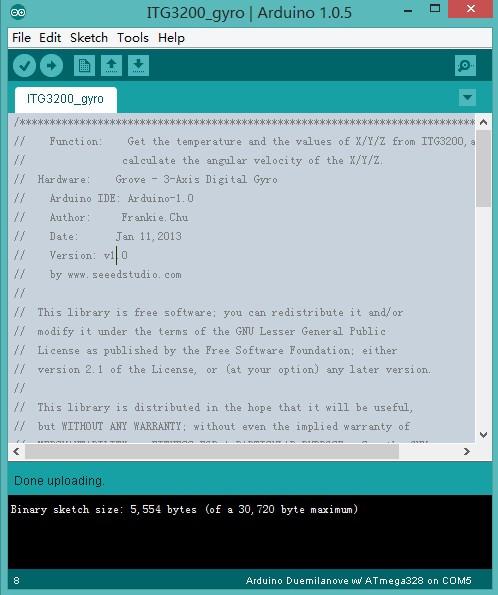 ITG3200_gyro | Arduino 1.0.5
File Edit Sketch Tools Help
ITG3200_gyro
/*****************************************************************************
// Function: Get the temperature and the values of X/Y/Z from ITG3200,a
// calculate the angular velocity of the X/Y/Z.
// Hardware: Grove - 3-Axis Digital Gyro
// Arduino IDE: Arduino-1.0
// Author: Frankie.Chu
// Date: Jan 11,2013
// Version: v1.0
// by www.seeedstudio.com
//
// This library is free software; you can redistribute it and/or
// modify it under the terms of the GNU Lesser General Public
// License as published by the Free Software Foundation; either
// version 2.1 of the License, or (at your option) any later version.
//
// This library is distributed in the hope that it will be useful,
// but WITHOUT ANY WARRANTY; without even the implied warranty of
Done uploading.
Binary sketch size: 5,554 bytes (of a 30,720 byte maximum)
8 Arduino Duemilanove w/ ATmega328 on COM5